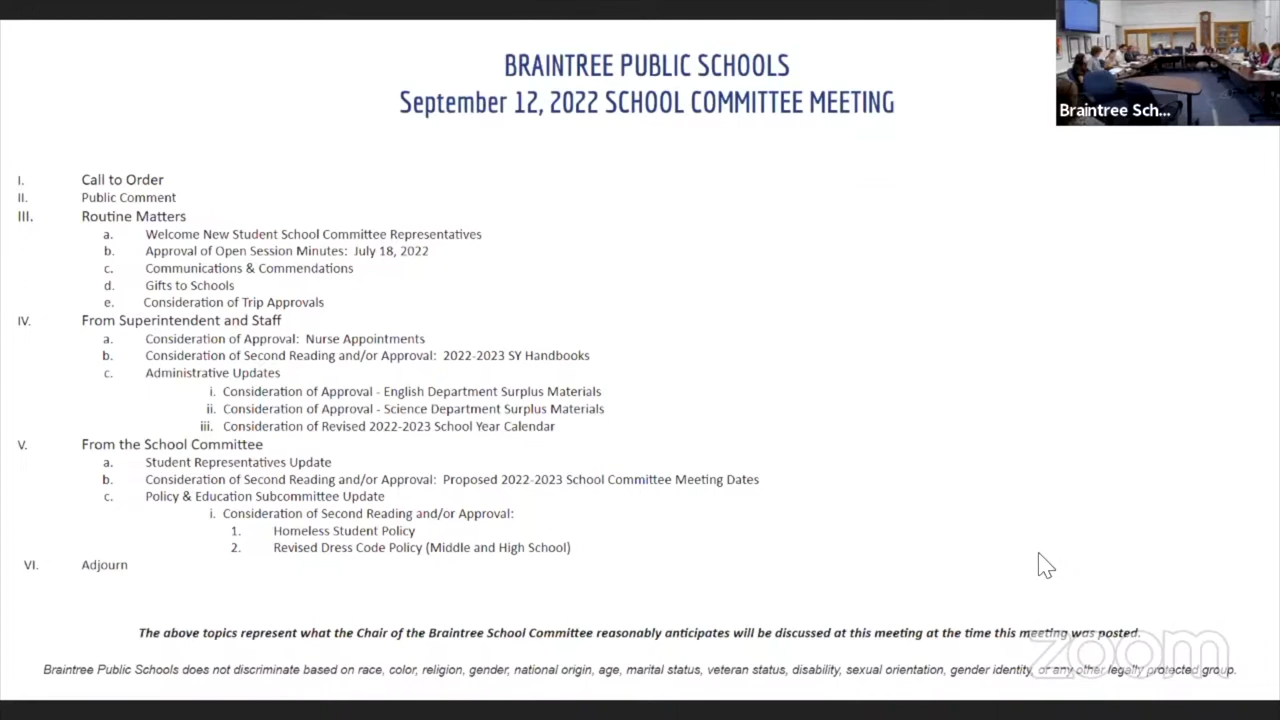 BRAINTREE PUBLIC SCHOOLS
September 12, 2022 SCHOOL COMMITTEE MEETING
Braintree Sch...
I. Call to Order
II. Public Comment
III. Routine Matters
a. Welcome New Student School Committee Representatives
b. Approval of Open Session Minutes: July 18, 2022
c. Communications & Commendations
d. Gifts to Schools
e. Consideration of Trip Approvals
IV. From Superintendent and Staff
a. Consideration of Approval: Nurse Appointments
b. Consideration of Second Reading and/or Approval: 2022-2023 SY Handbooks
c. Administrative Updates
i. Consideration of Approval - English Department Surplus Materials
ii. Consideration of Approval - Science Department Surplus Materials
iii. Consideration of Revised 2022-2023 School Year Calendar
V. From the School Committee
a. Student Representatives Update
b. Consideration of Second Reading and/or Approval: Proposed 2022-2023 School Committee Meeting Dates
c. Policy & Education Subcommittee Update
i. Consideration of Second Reading and/or Approval:
1. Homeless Student Policy
2. Revised Dress Code Policy (Middle and High School)
VI. Adjourn
The above topics represent what the Chair of the Braintree School Committee reasonably anticipates will be discussed at this meeting at the time this meeting was posted.
Braintree Public Schools does not discriminate based on race, color, religion, gender, national origin, age, marital status, veteran status, disability, sexual orientation, gender identity, or any other legally protected group.
zoom